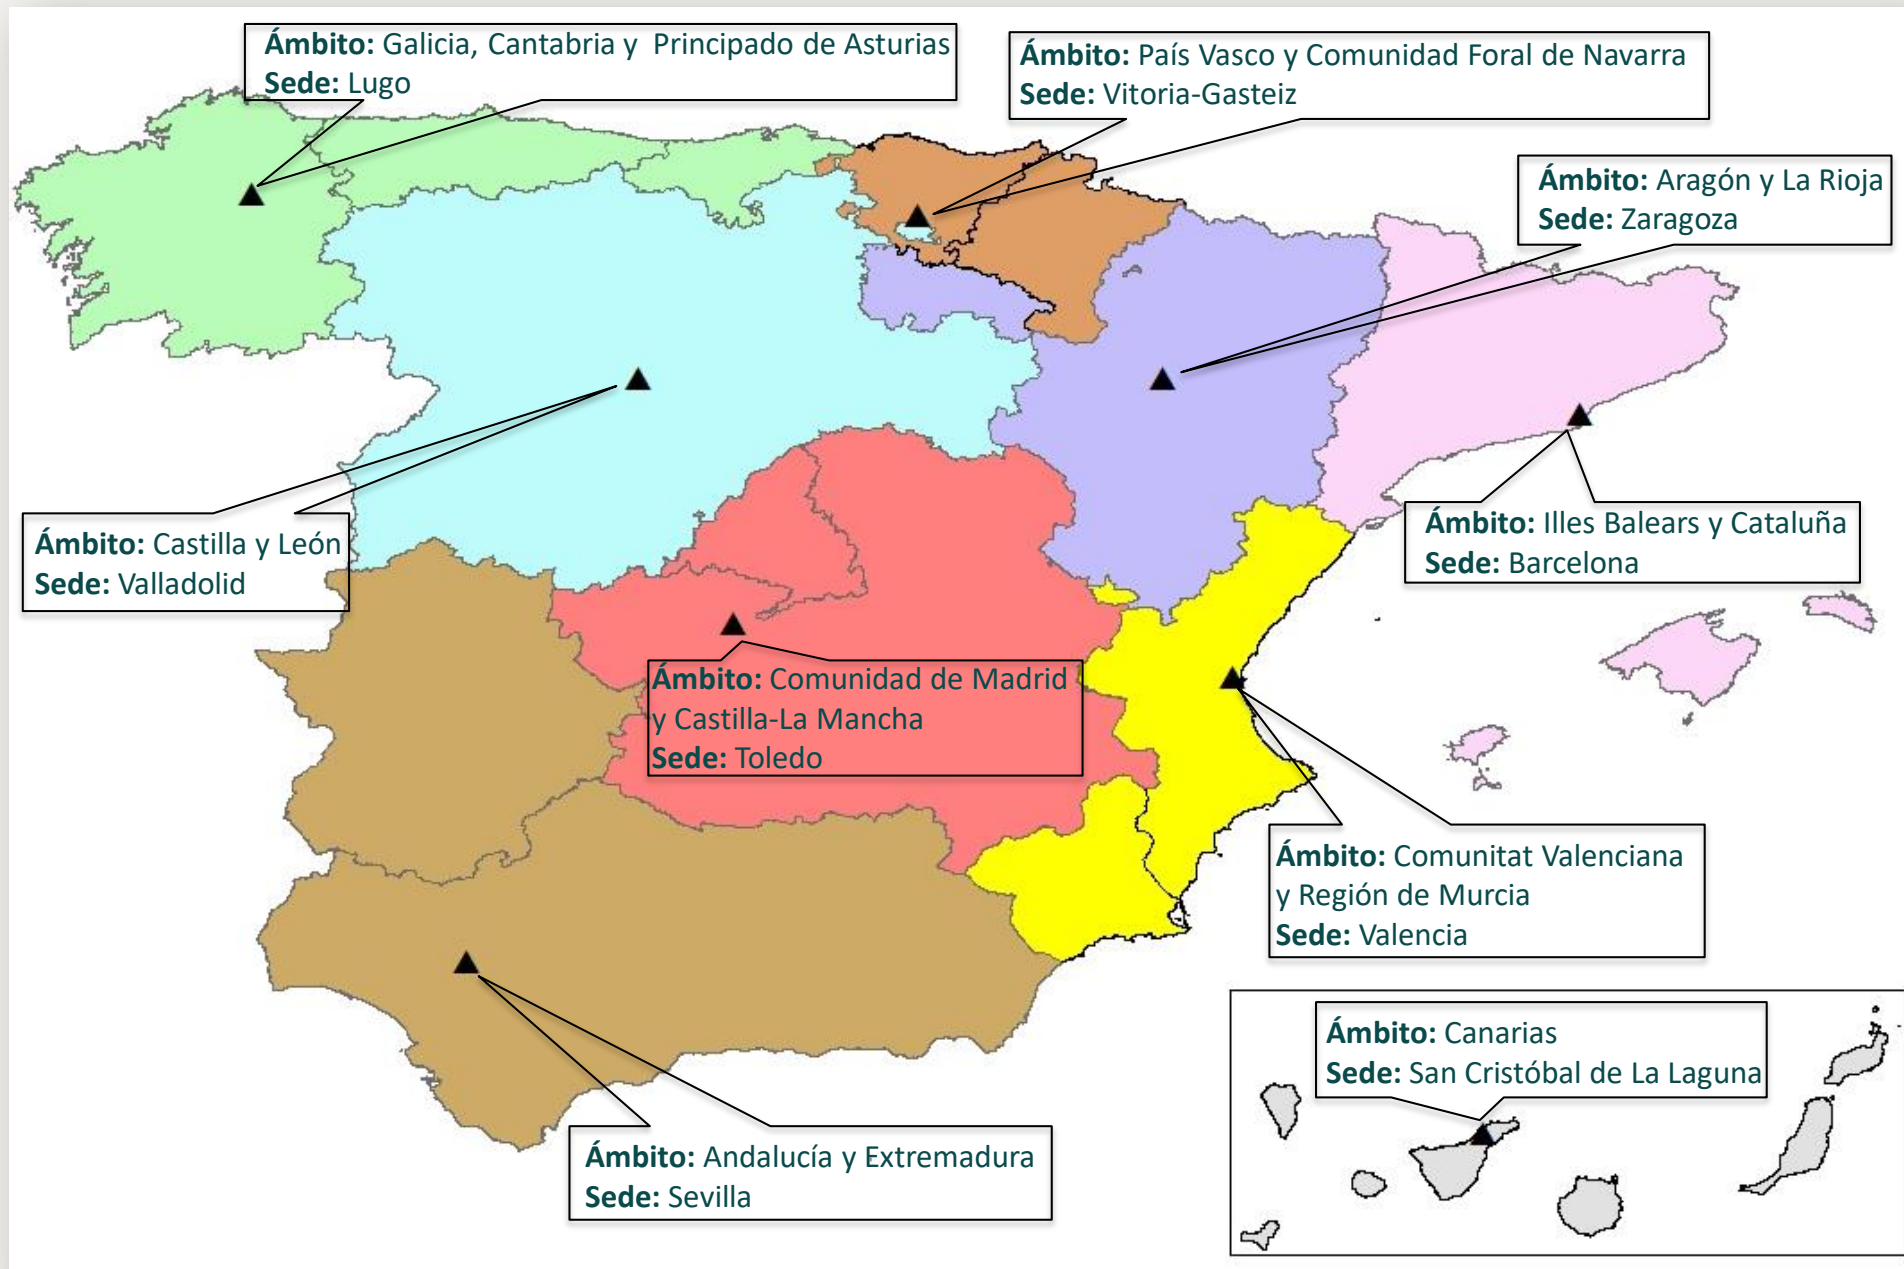 Ámbito: Galicia, Cantabria y Principado de Asturias
Sede: Lugo
Ámbito: País Vasco y Comunidad Foral de Navarra
Sede: Vitoria-Gasteiz
Ámbito: Aragón y La Rioja
Sede: Zaragoza
Ámbito: Castilla y León
Sede: Valladolid
Ámbito: Illes Balears y Cataluña
Sede: Barcelona
Ámbito: Comunidad de Madrid
y Castilla-La Mancha
Sede: Toledo
Ámbito: Comunitat Valenciana
y Región de Murcia
Sede: Valencia
Ámbito: Canarias
Sede: San Cristóbal de La Laguna
Ámbito: Andalucía y Extremadura
Sede: Sevilla